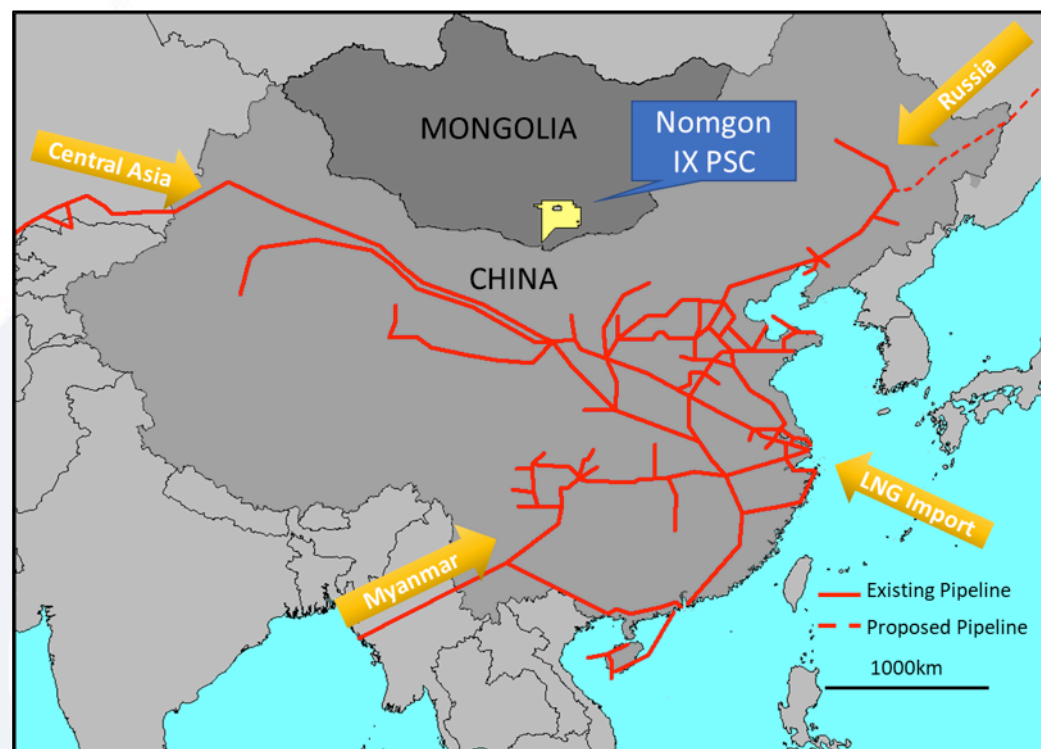 Russia
MONGOLIA
Nomgon
IX PSC
Central Asia
CHINA
LNG Import
Myanmar
Existing Pipeline
Proposed Pipeline
1000km